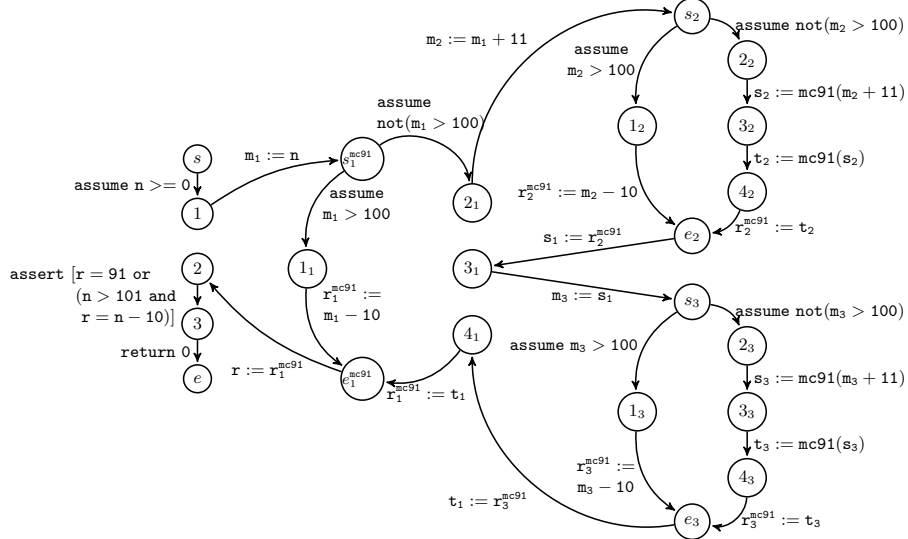 s₂
m₂ := m₁ + 11
assume not(m₂ > 100)
assume
m₂ > 100
2₂
s₂ := mc91(m₂ + 11)
assume
not(m₁ > 100)
1₂
3₂
s
m₁ := n
s₁^mc91
t₂ := mc91(s₂)
assume n >= 0
assume
m₁ > 100
r₂^mc91 := m₂ − 10
4₂
1
2₁
r₂^mc91 := t₂
e₂
s₁ := r₂^mc91
assert [r = 91 or
(n > 101 and
r = n − 10)]
2
1₁
3₁
r₁^mc91 :=
m₁ − 10
m₃ := s₁
s₃
assume not(m₃ > 100)
3
4₁
assume m₃ > 100
2₃
return 0
r := r₁^mc91
e
e₁^mc91
r₁^mc91 := t₁
s₃ := mc91(m₃ + 11)
1₃
3₃
t₃ := mc91(s₃)
r₃^mc91 :=
m₃ − 10
4₃
t₁ := r₃^mc91
e₃
r₃^mc91 := t₃